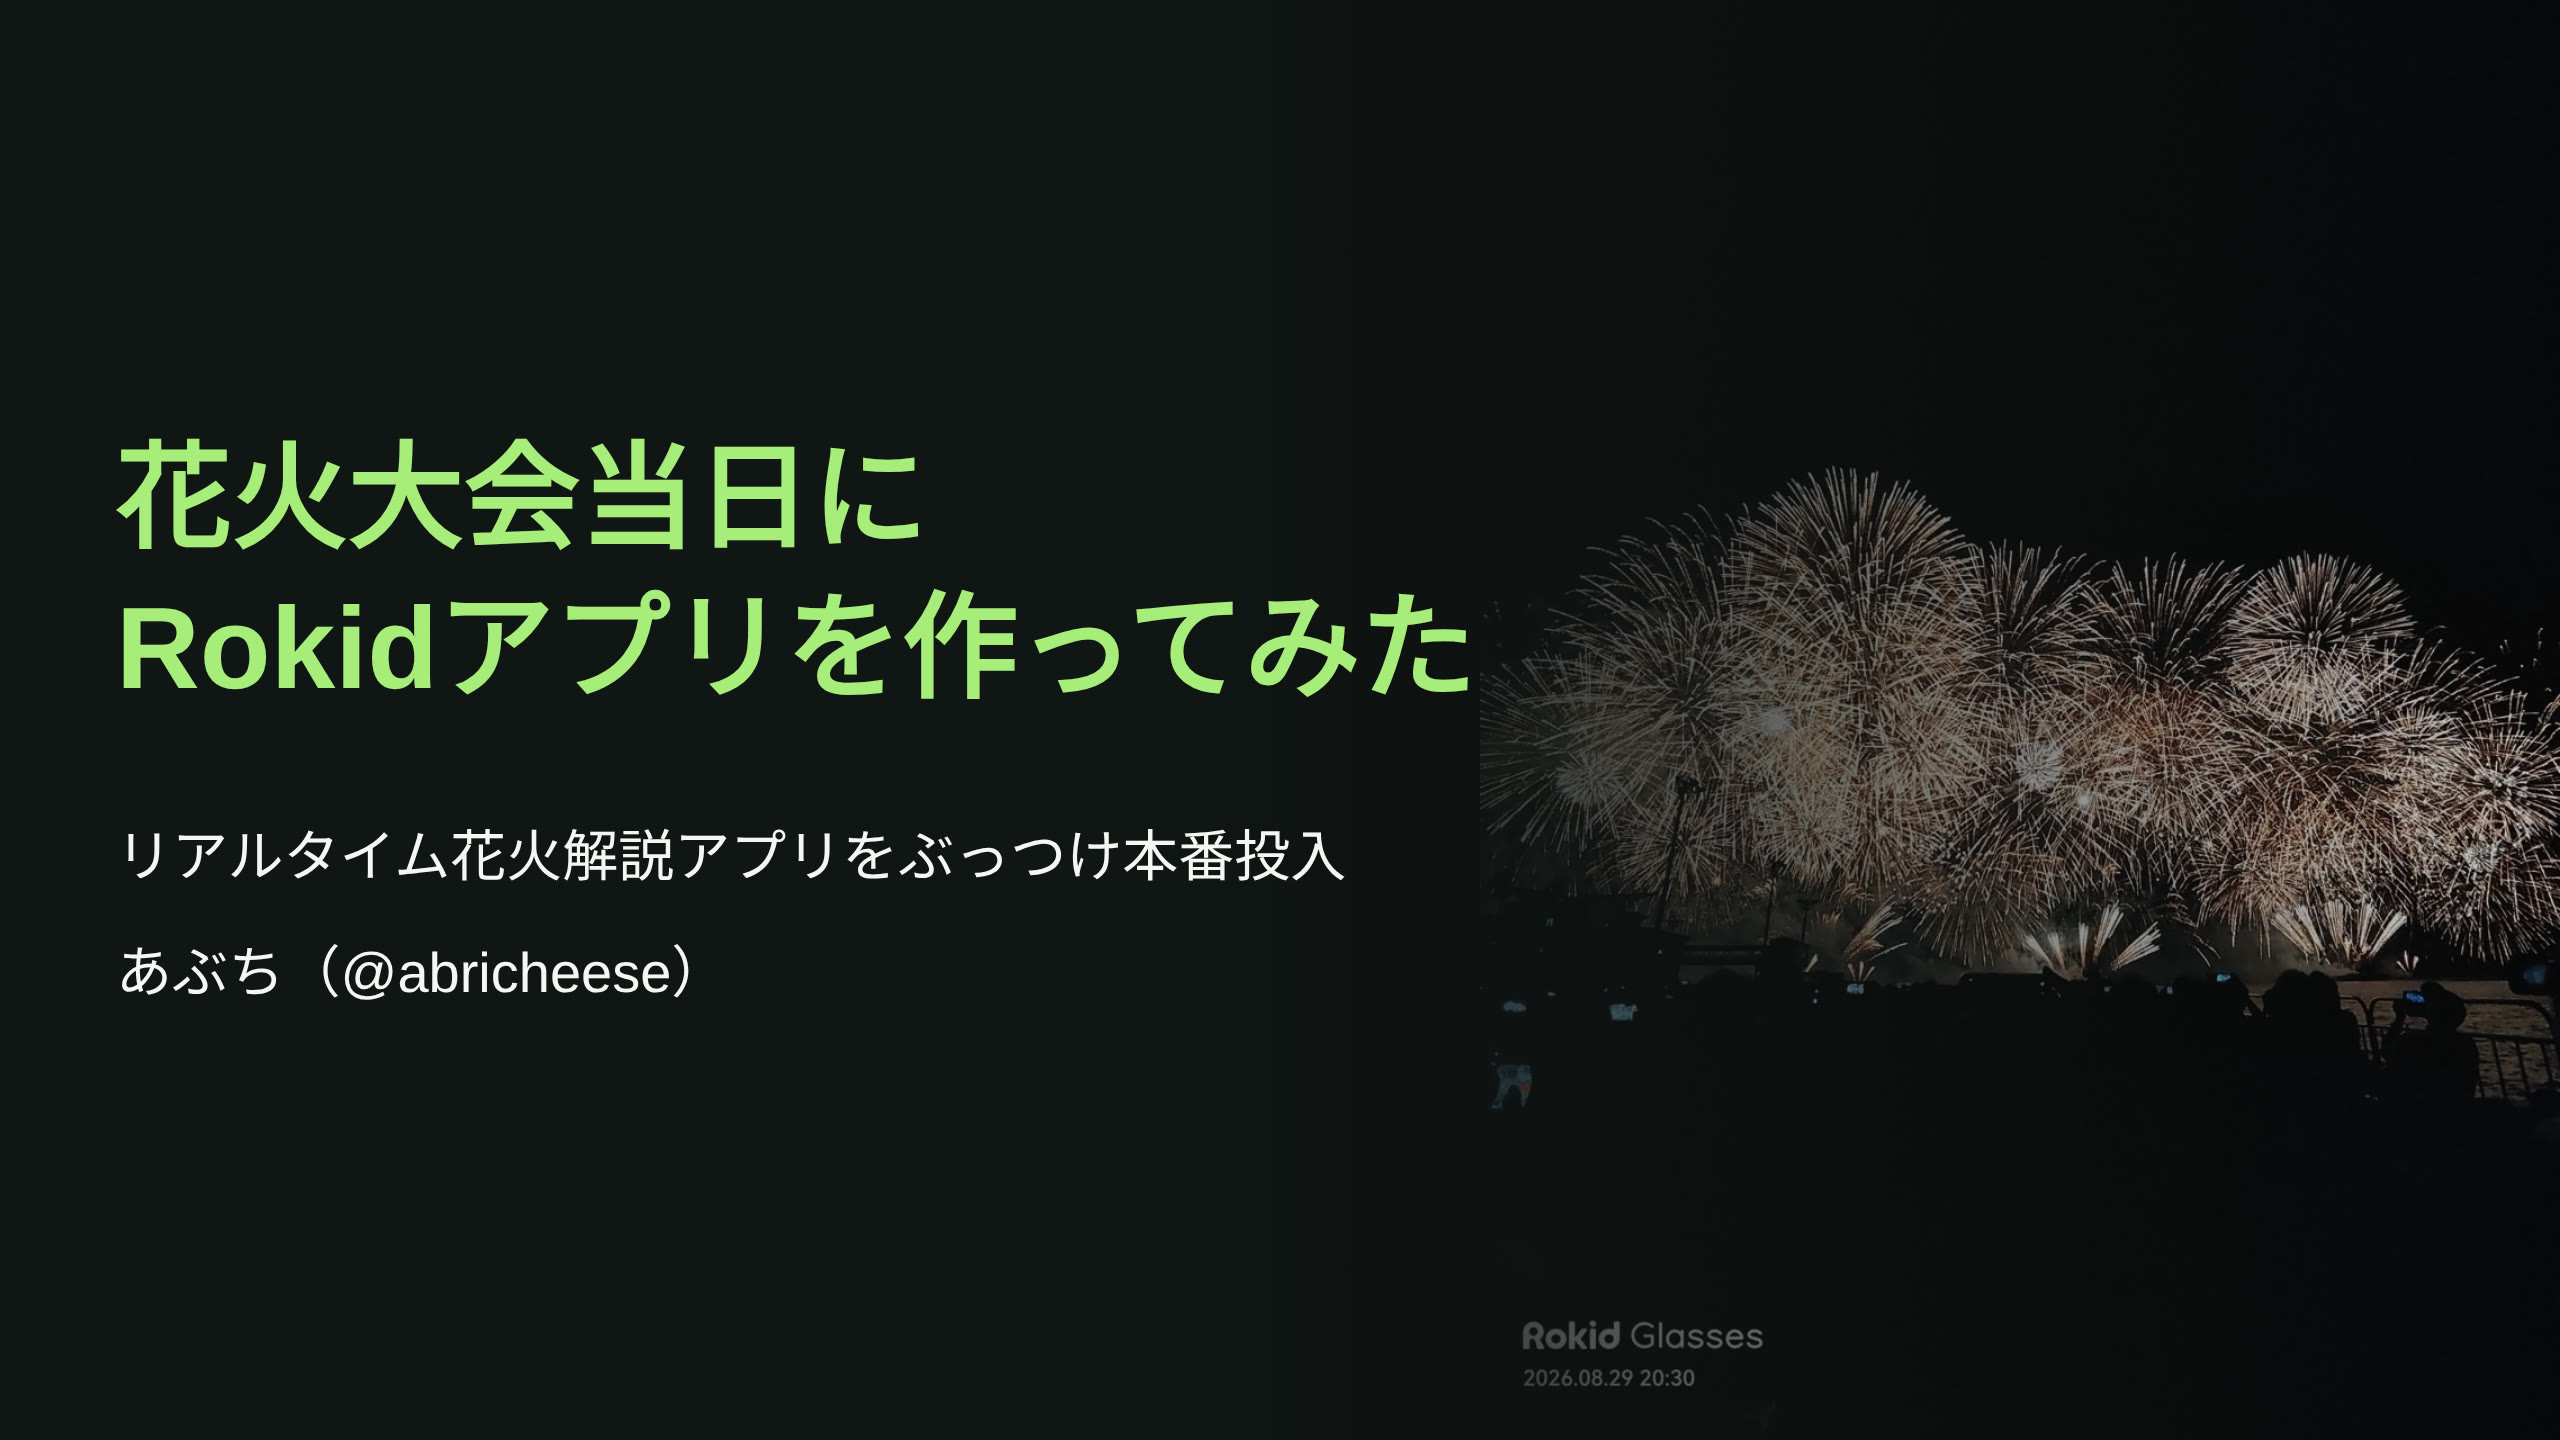 花火大会当日に
Rokidアプリを作ってみた
リアルタイム花火解説アプリをぶっつけ本番投入
あぶち（@abricheese）
Rokid Glasses
2026.08.29 20:30